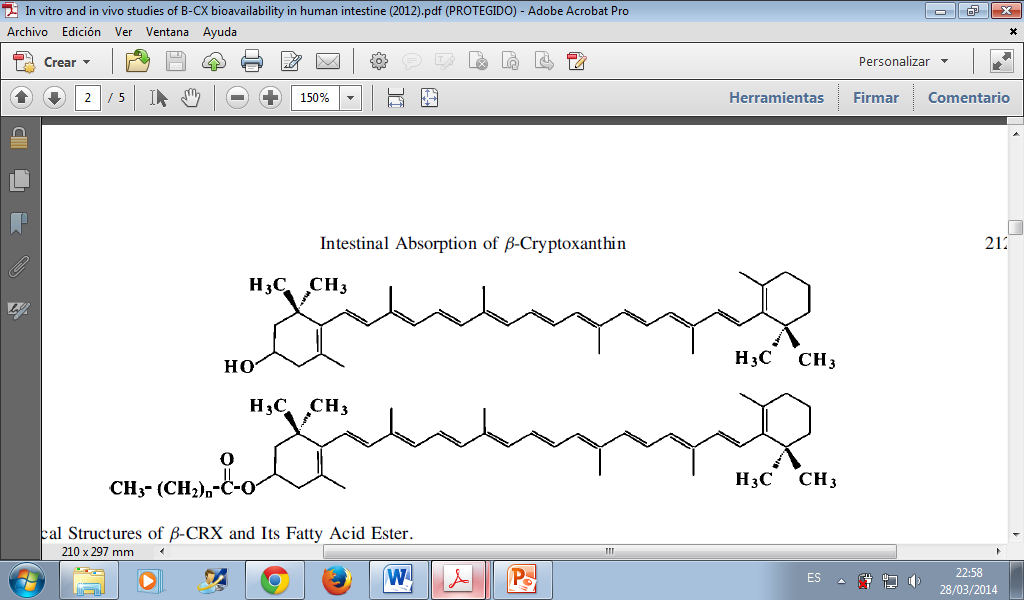 In vitro and in vivo studies of B-CX bioavailability in human intestine (2012).pdf (PROTEGIDO) - Adobe Acrobat Pro
Archivo Edición Ver Ventana Ayuda
Crear Personalizar
2 / 5 150% Herramientas Firmar Comentario
Intestinal Absorption of β-Cryptoxanthin 212
H3C CH3
HO H3C CH3
H3C CH3
O
CH3- (CH2)n-C-O H3C CH3
cal Structures of β-CRX and Its Fatty Acid Ester.
210 x 297 mm
ES 22:58
28/03/2014